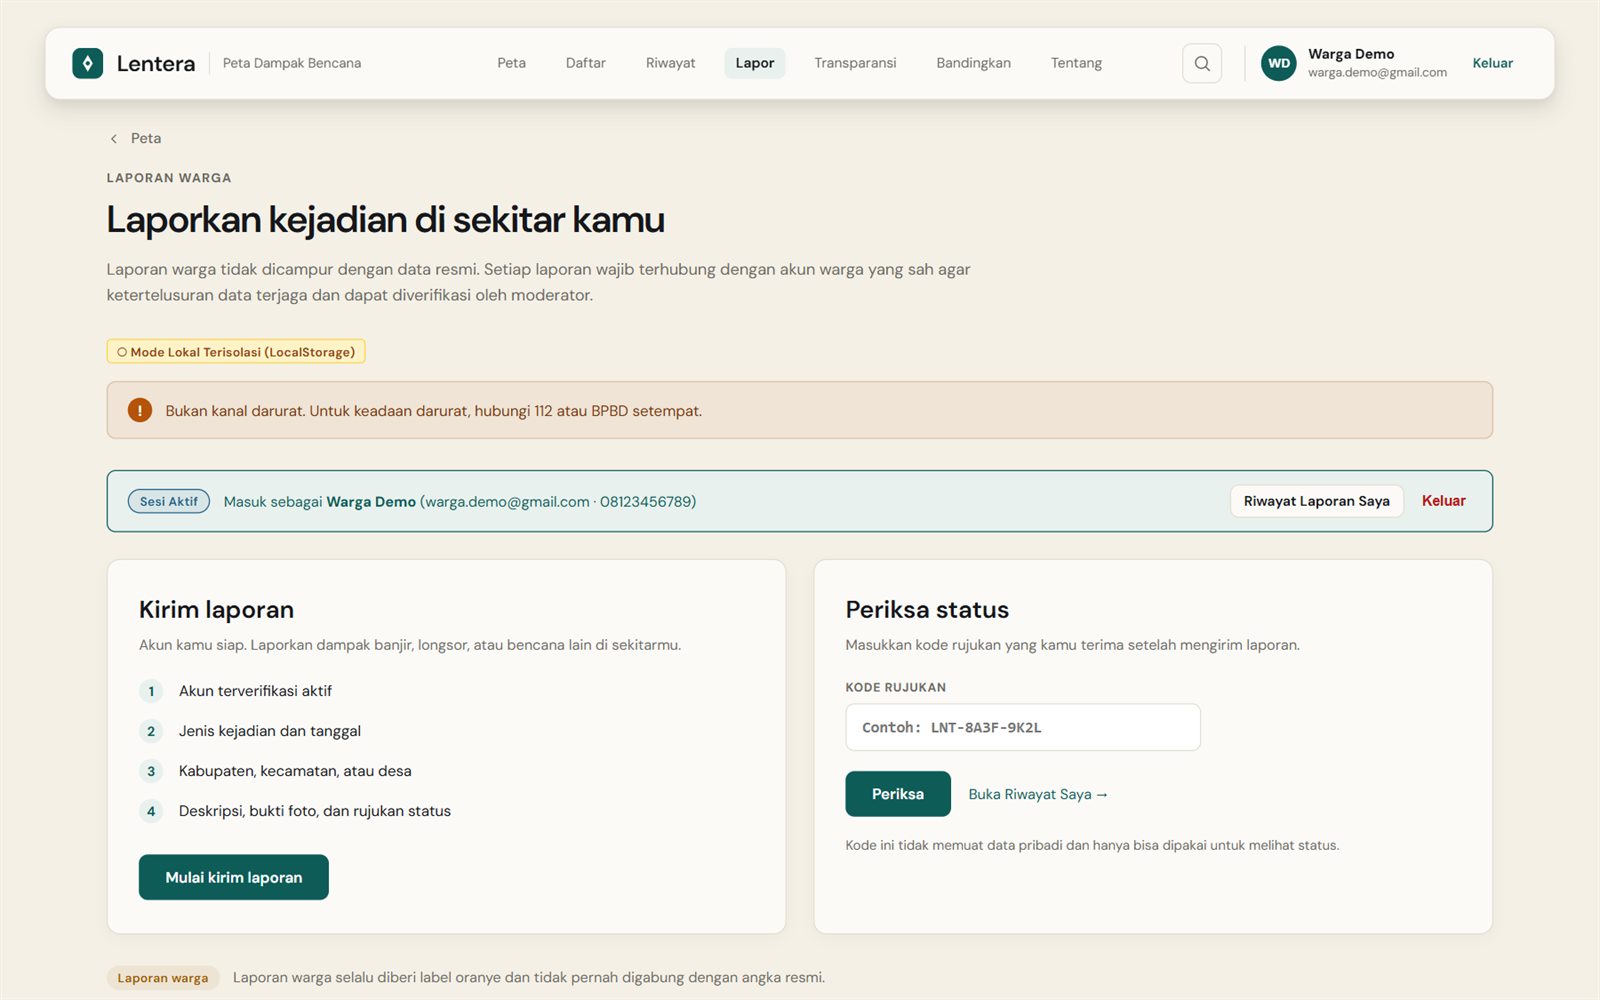 Lentera
Peta Dampak Bencana
Peta
Daftar
Riwayat
Lapor
Transparansi
Bandingkan
Tentang
WD
Warga Demo
warga.demo@gmail.com
Keluar
Peta
LAPORAN WARGA
Laporkan kejadian di sekitar kamu
Laporan warga tidak dicampur dengan data resmi. Setiap laporan wajib terhubung dengan akun warga yang sah agar
ketertelusuran data terjaga dan dapat diverifikasi oleh moderator.
Mode Lokal Terisolasi (LocalStorage)
! Bukan kanal darurat. Untuk keadaan darurat, hubungi 112 atau BPBD setempat.
Sesi Aktif Masuk sebagai Warga Demo (warga.demo@gmail.com · 08123456789)
Riwayat Laporan Saya
Keluar
Kirim laporan
Akun kamu siap. Laporkan dampak banjir, longsor, atau bencana lain di sekitarmu.
1 Akun terverifikasi aktif
2 Jenis kejadian dan tanggal
3 Kabupaten, kecamatan, atau desa
4 Deskripsi, bukti foto, dan rujukan status
Mulai kirim laporan
Periksa status
Masukkan kode rujukan yang kamu terima setelah mengirim laporan.
KODE RUJUKAN
Contoh: LNT-8A3F-9K2L
Periksa
Buka Riwayat Saya →
Kode ini tidak memuat data pribadi dan hanya bisa dipakai untuk melihat status.
Laporan warga Laporan warga selalu diberi label oranye dan tidak pernah digabung dengan angka resmi.